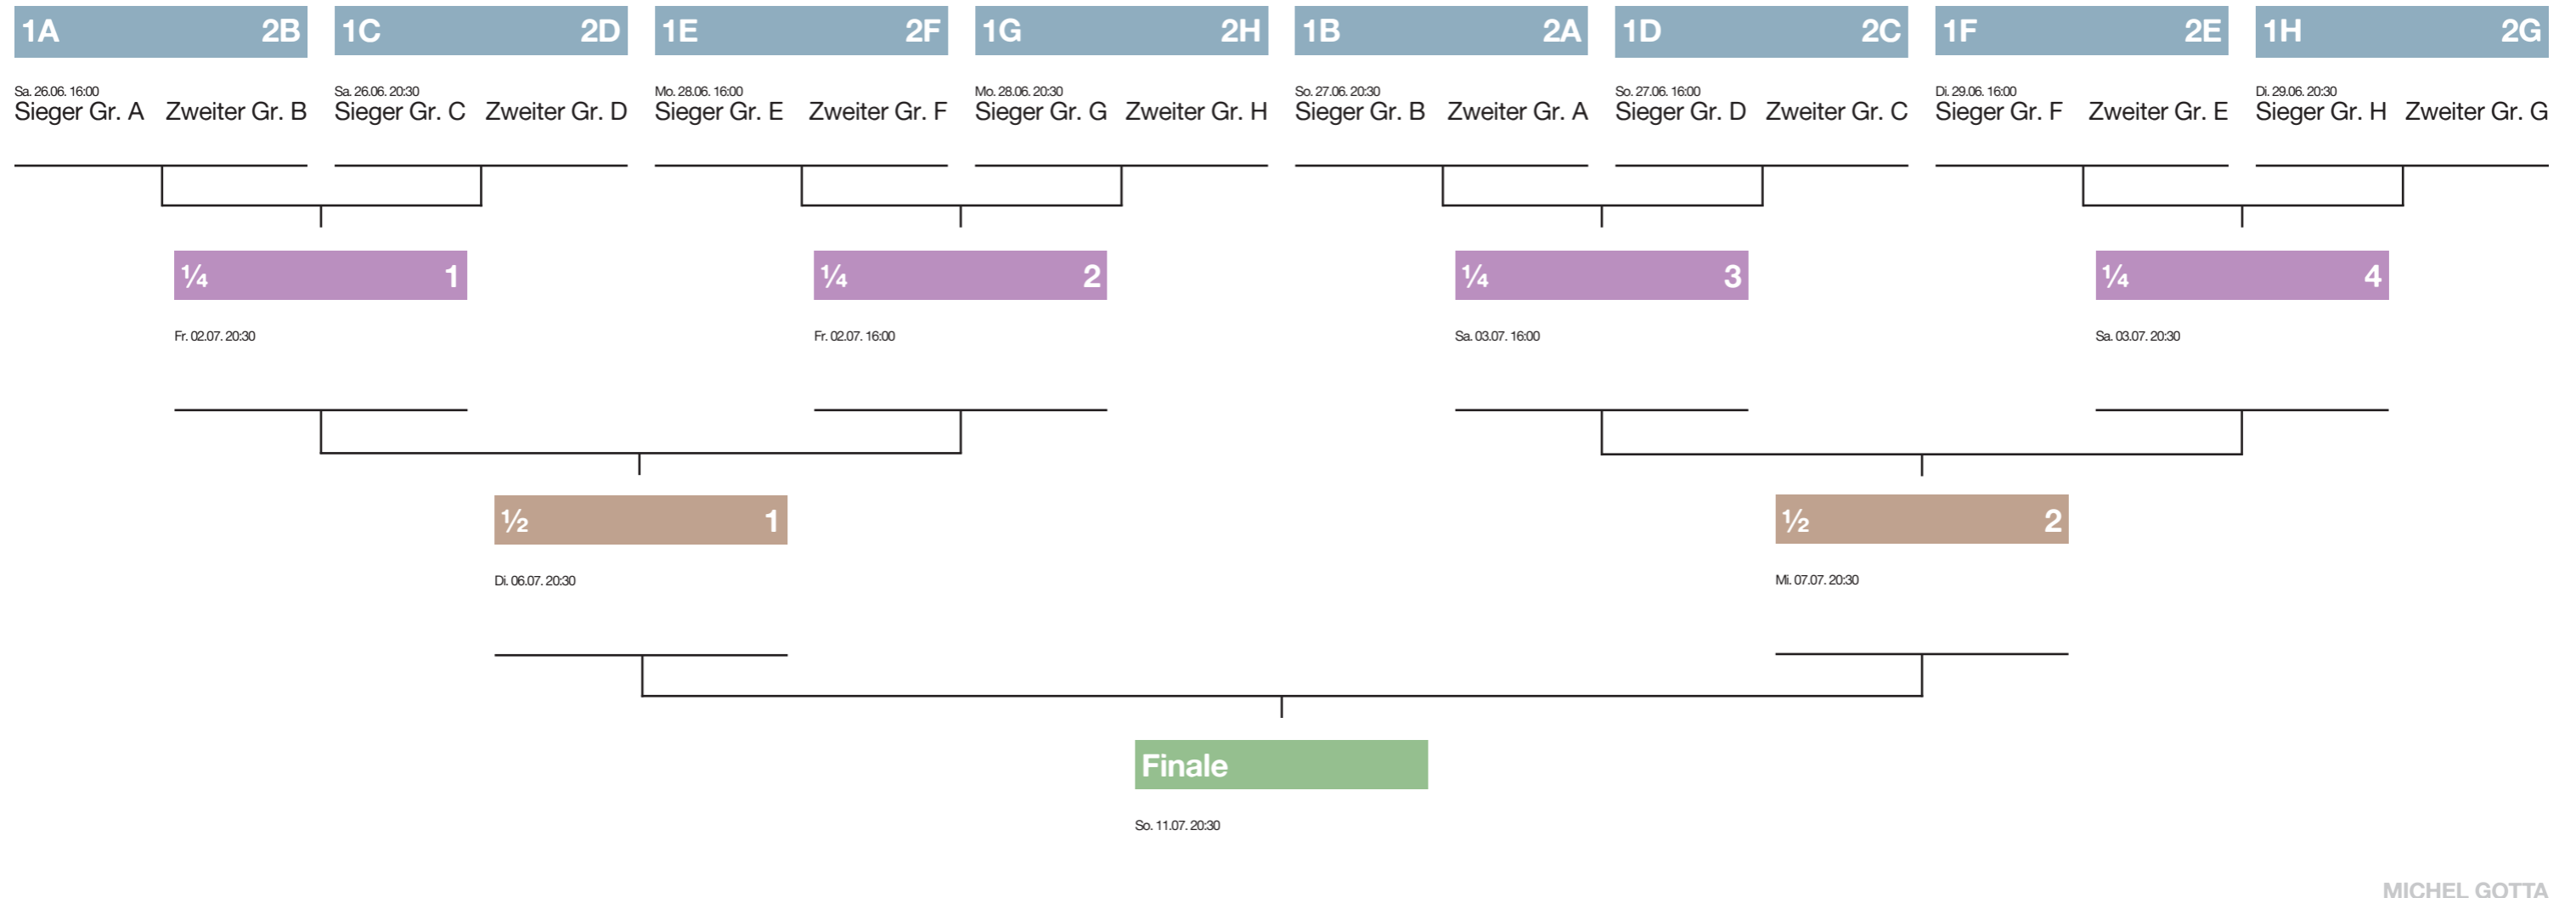 1A 2B 1C 2D 1E 2F 1G 2H 1B 2A 1D 2C 1F 2E 1H 2G
Sa. 26.06. 16:00 Sa. 26.06. 20:30 Mo. 28.06. 16:00 Mo. 28.06. 20:30 So. 27.06. 20:30 So. 27.06. 16:00 Di. 29.06. 16:00 Di. 29.06. 20:30
Sieger Gr. A Zweiter Gr. B Sieger Gr. C Zweiter Gr. D Sieger Gr. E Zweiter Gr. F Sieger Gr. G Zweiter Gr. H Sieger Gr. B Zweiter Gr. A Sieger Gr. D Zweiter Gr. C Sieger Gr. F Zweiter Gr. E Sieger Gr. H Zweiter Gr. G
¼ 1 ¼ 2 ¼ 3 ¼ 4
Fr. 02.07. 20:30 Fr. 02.07. 16:00 Sa. 03.07. 16:00 Sa. 03.07. 20:30
½ 1 ½ 2
Di. 06.07. 20:30 Mi. 07.07. 20:30
Finale
So. 11.07. 20:30
MICHEL GOTTA